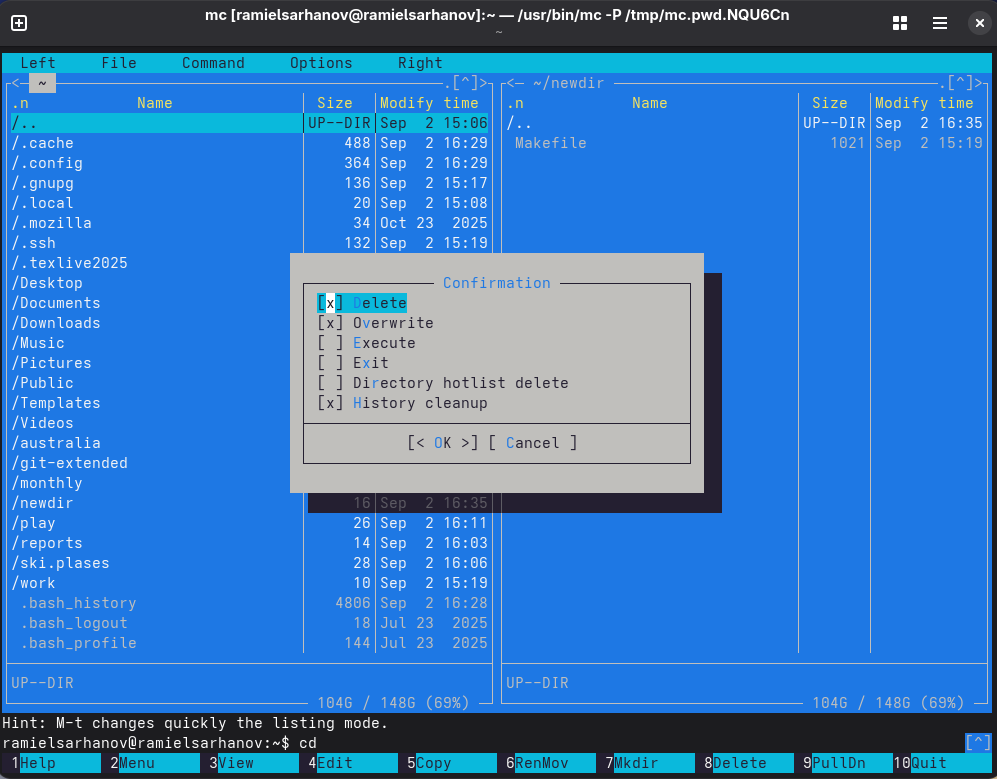 mc [ramielsarhanov@ramielsarhanov]:~ — /usr/bin/mc -P /tmp/mc.pwd.NQU6Cn
~
Left File Command Options Right
<─ ~ .[^]> <─ ~/newdir .[^]>
.n Name Size Modify time .n Name Size Modify time
/.. UP--DIR Sep 2 15:06 /.. UP--DIR Sep 2 16:35
/.cache 488 Sep 2 16:29 Makefile 1021 Sep 2 15:19
/.config 364 Sep 2 16:29
/.gnupg 136 Sep 2 15:17
/.local 20 Sep 2 15:08
/.mozilla 34 Oct 23 2025
/.ssh 132 Sep 2 15:19
/.texlive2025
/Desktop Confirmation
/Documents [x] Delete
/Downloads [x] Overwrite
/Music [ ] Execute
/Pictures [ ] Exit
/Public [ ] Directory hotlist delete
/Templates [x] History cleanup
/Videos
/australia [< OK >] [ Cancel ]
/git-extended
/monthly
/newdir 16 Sep 2 16:35
/play 26 Sep 2 16:11
/reports 14 Sep 2 16:03
/ski.plases 28 Sep 2 16:06
/work 10 Sep 2 15:19
.bash_history 4806 Sep 2 16:28
.bash_logout 18 Jul 23 2025
.bash_profile 144 Jul 23 2025
UP--DIR UP--DIR
104G / 148G (69%) 104G / 148G (69%)
Hint: M-t changes quickly the listing mode.
ramielsarhanov@ramielsarhanov:~$ cd [^]
1Help 2Menu 3View 4Edit 5Copy 6RenMov 7Mkdir 8Delete 9PullDn 10Quit